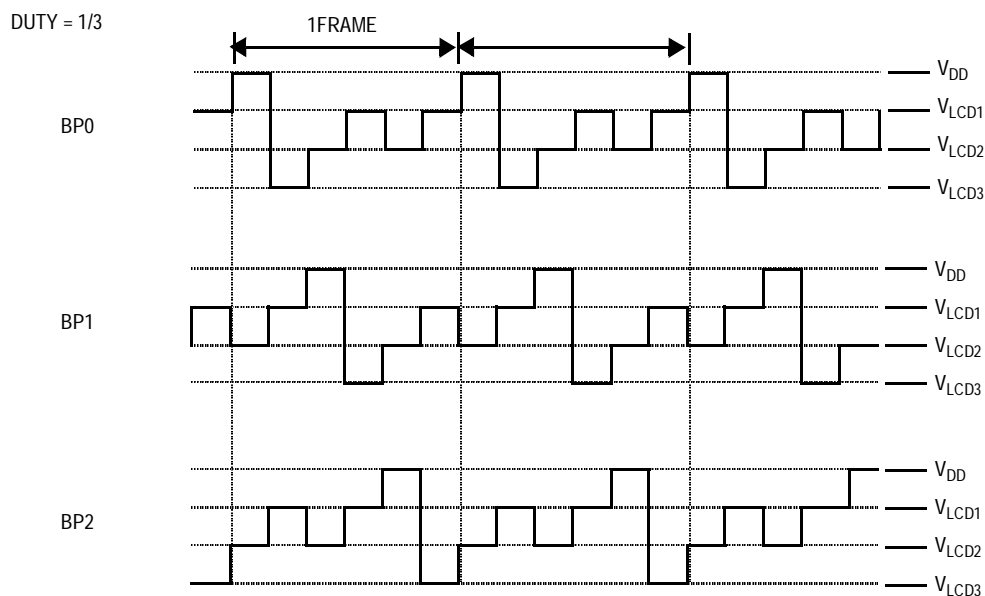 DUTY = 1/3
1FRAME
BP0
VDD
VLCD1
VLCD2
VLCD3
BP1
VDD
VLCD1
VLCD2
VLCD3
BP2
VDD
VLCD1
VLCD2
VLCD3